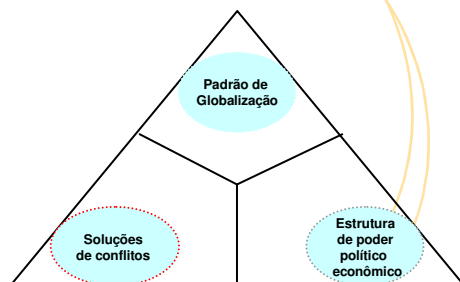 Padrão de
Globalização
Soluções
de conflitos
Estrutura
de poder
político
econômico